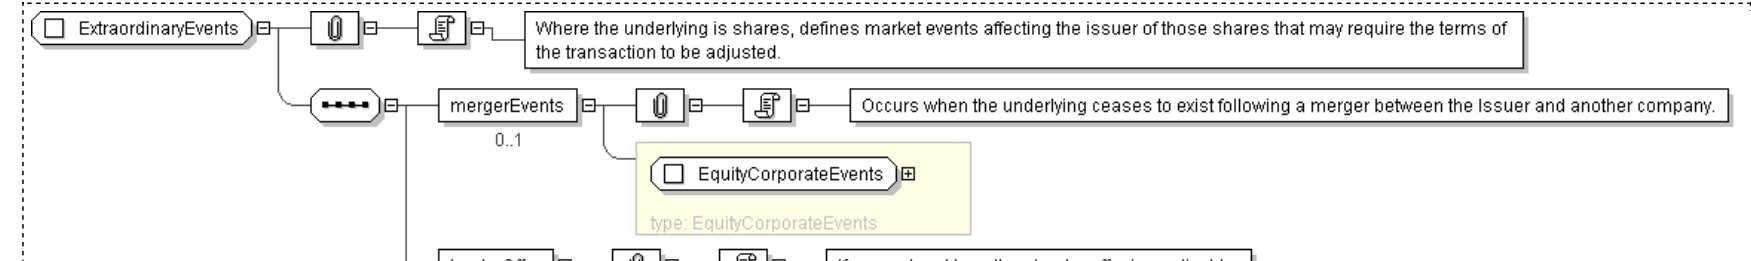 ExtraordinaryEvents
Where the underlying is shares, defines market events affecting the issuer of those shares that may require the terms of
the transaction to be adjusted.
mergerEvents
Occurs when the underlying ceases to exist following a merger between the Issuer and another company.
0..1
EquityCorporateEvents
type: EquityCorporateEvents